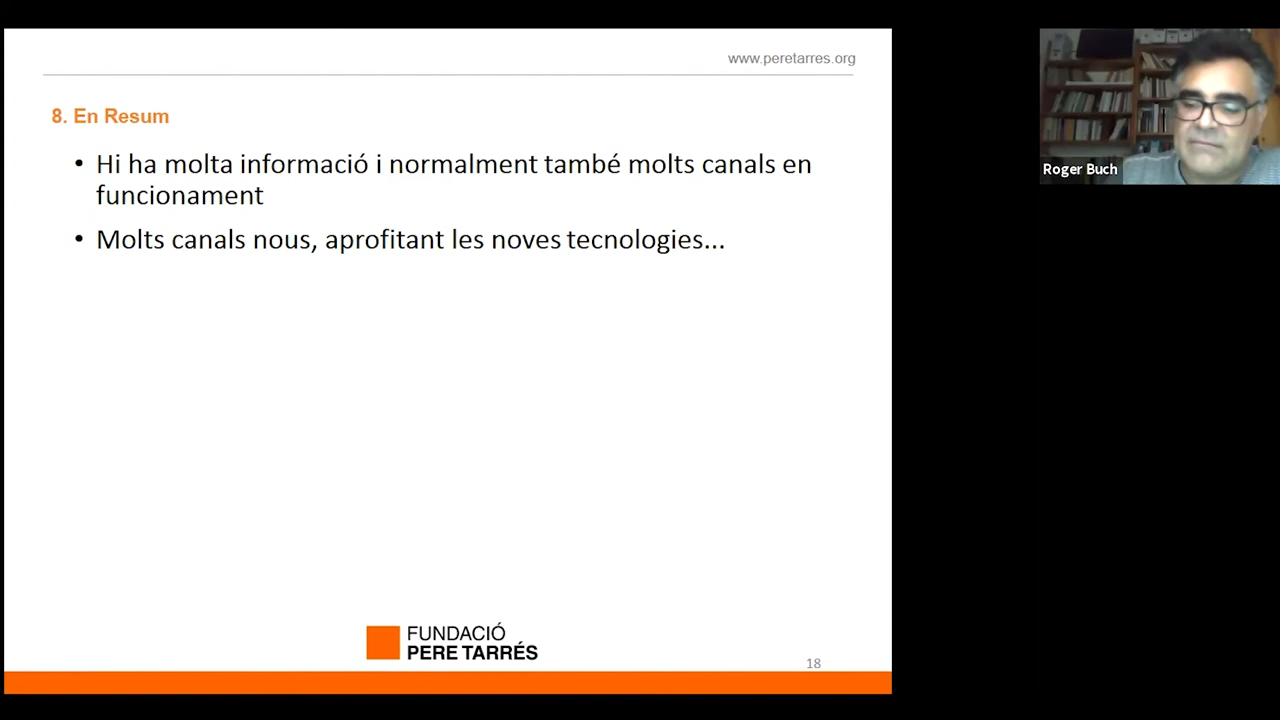 www.peretarres.org
8. En Resum
• Hi ha molta informació i normalment també molts canals en
funcionament
• Molts canals nous, aprofitant les noves tecnologies...
FUNDACIÓ
PERE TARRÉS
18
Roger Buch